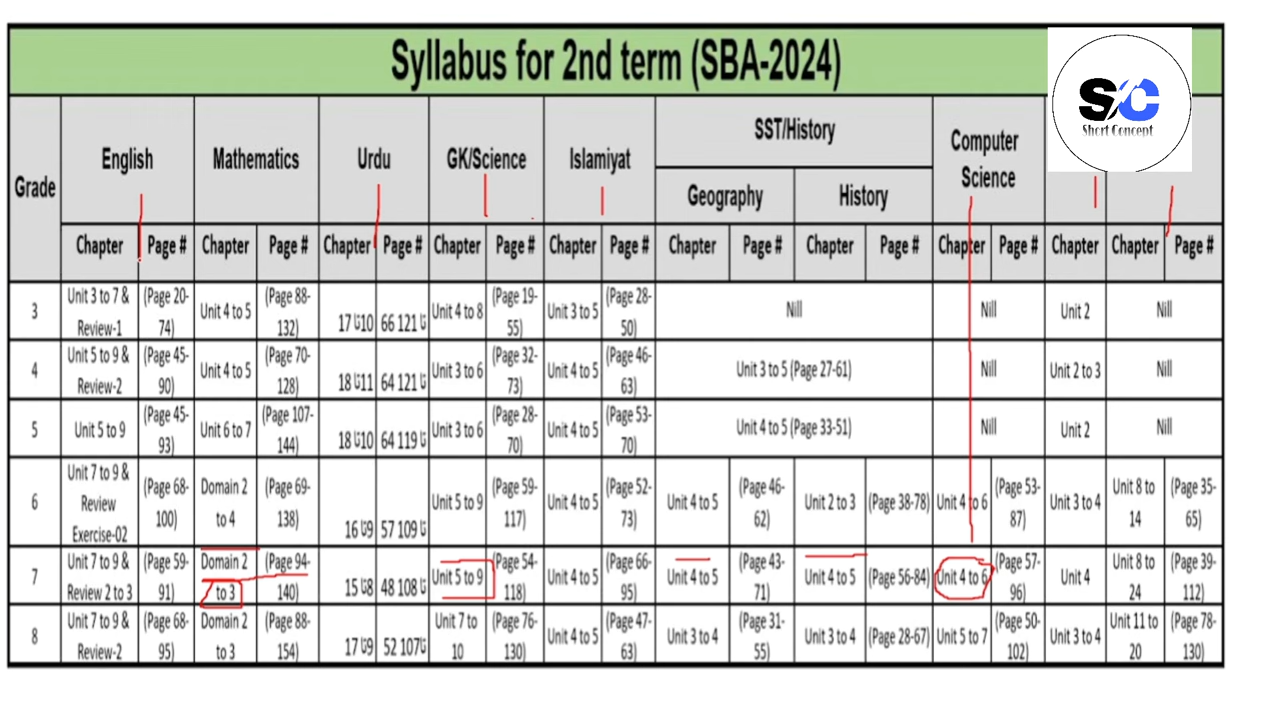 Syllabus for 2nd term (SBA-2024)
S/C
Short Concept
Grade English Mathematics Urdu GK/Science Islamiyat SST/History Computer Science
Geography History
Chapter Page # Chapter Page # Chapter Page # Chapter Page # Chapter Page # Chapter Page # Chapter Page # Chapter Page # Chapter Chapter Page #
3 Unit 3 to 7 & Review-1 (Page 20-74) Unit 4 to 5 (Page 88-132) 17 تا 10 66 تا 121 Unit 4 to 8 (Page 19-55) Unit 3 to 5 (Page 28-50) Nill Nill Unit 2 Nill
4 Unit 5 to 9 & Review-2 (Page 45-90) Unit 4 to 5 (Page 70-128) 18 تا 11 64 121 تا Unit 3 to 6 (Page 32-73) Unit 4 to 5 (Page 46-63) Unit 3 to 5 (Page 27-61) Nill Unit 2 to 3 Nill
5 Unit 5 to 9 (Page 45-93) Unit 6 to 7 (Page 107-144) 18 تا 10 64 119 تا Unit 3 to 6 (Page 28-70) Unit 4 to 5 (Page 53-70) Unit 4 to 5 (Page 33-51) Nill Unit 2 Nill
6 Unit 7 to 9 & Review Exercise-02 (Page 68-100) Domain 2 to 4 (Page 69-138) 16 تا 9 57 109 تا Unit 5 to 9 (Page 59-117) Unit 4 to 5 (Page 52-73) Unit 4 to 5 (Page 46-62) Unit 2 to 3 (Page 38-78) Unit 4 to 6 (Page 53-87) Unit 3 to 4 Unit 8 to 14 (Page 35-65)
7 Unit 7 to 9 & Review 2 to 3 (Page 59-91) Domain 2 to 3 (Page 94-140) 15 تا 8 48 108 تا Unit 5 to 9 (Page 54-118) Unit 4 to 5 (Page 66-95) Unit 4 to 5 (Page 43-71) Unit 4 to 5 (Page 56-84) Unit 4 to 6 (Page 57-96) Unit 4 Unit 8 to 24 (Page 39-112)
8 Unit 7 to 9 & Review-2 (Page 68-95) Domain 2 to 3 (Page 88-154) 17 تا 9 52 107 تا Unit 7 to 10 (Page 76-130) Unit 4 to 5 (Page 47-63) Unit 3 to 4 (Page 31-55) Unit 3 to 4 (Page 28-67) Unit 5 to 7 (Page 50-102) Unit 3 to 4 Unit 11 to 20 (Page 78-130)